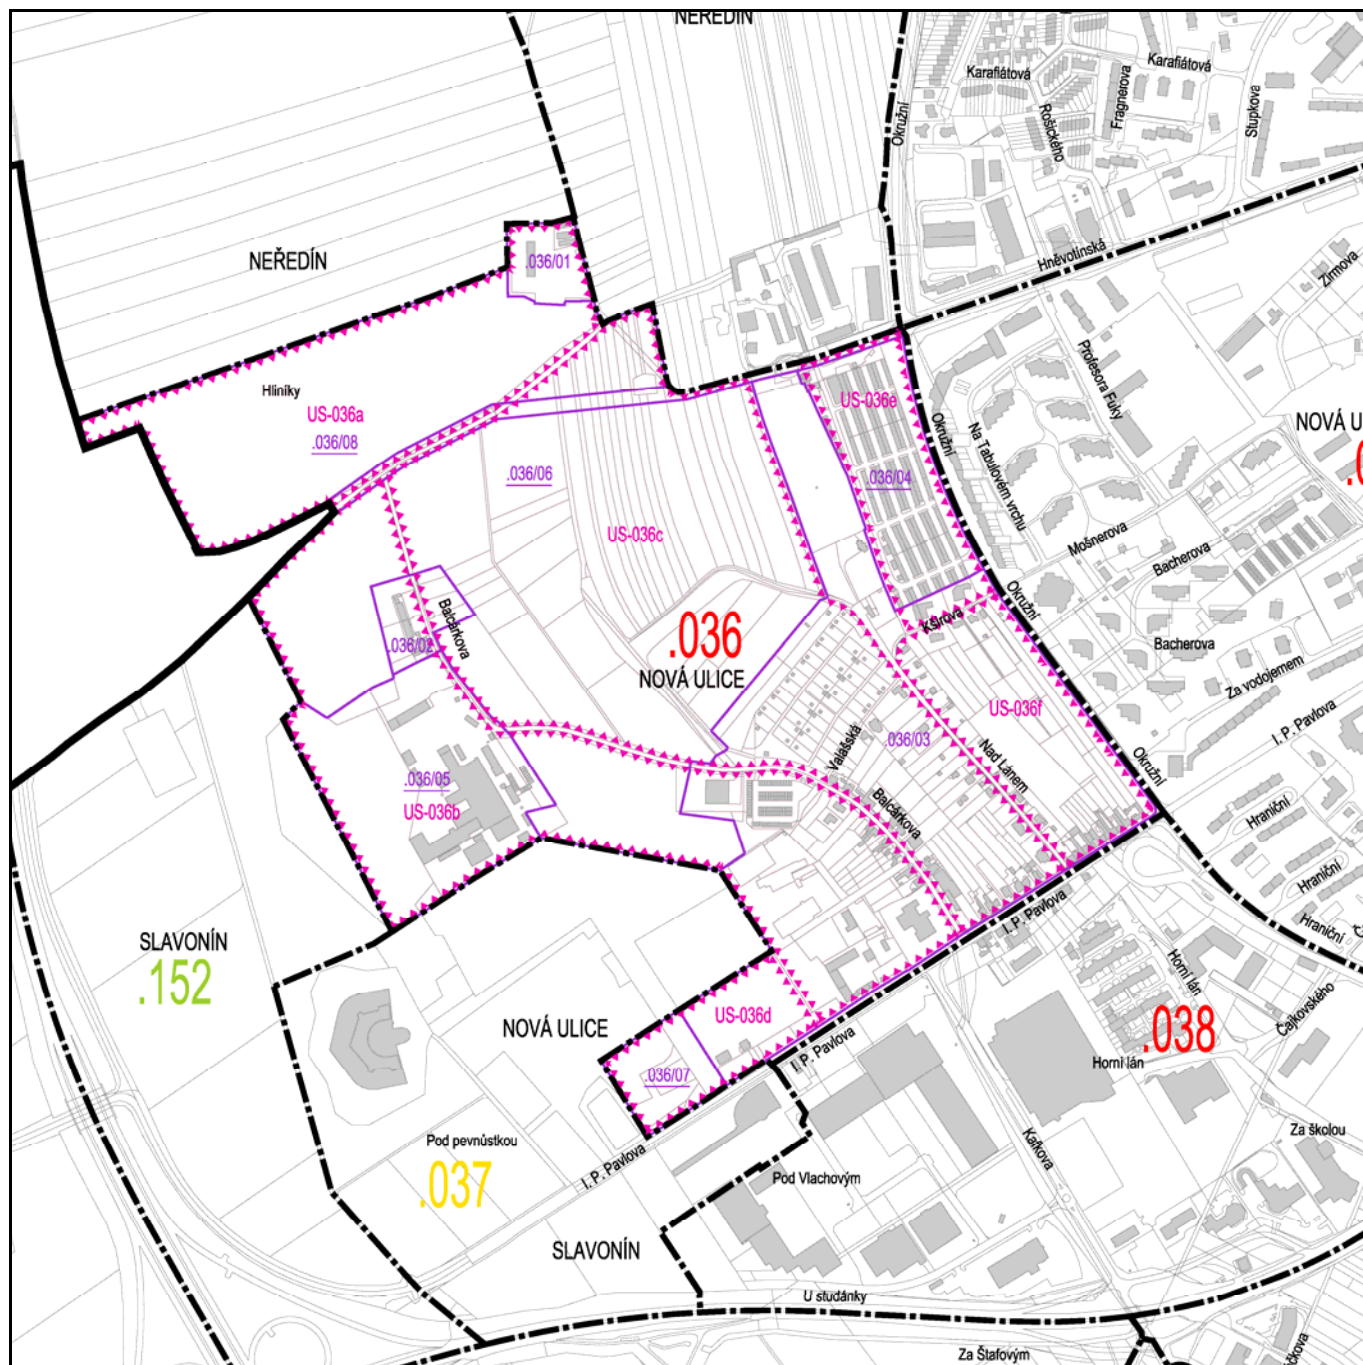 NEŘEDÍN
Karafiátová
Karafiátová
Okružní
Rošického
Fragnerova
Stupkova
NEŘEDÍN
.036/01
Hněvotínská
Žirmova
Hliníky
US-036a
.036/08
US-036e
Okružní
Profesora Fuky
Na Tabulovém vrchu
NOVÁ U
.036/06
.036/04
US-036c
Mošnerova
Bacherova
Balcárkova
.036/02
.036
NOVÁ ULICE
Kšírova
Okružní
Bacherova
Za vodojemem
I. P. Pavlova
US-036f
Valašská
.036/03
Nad Lánem
Okružní
.036/05
US-036b
Balcárkova
Hraniční
Hraniční
Hraniční
I. P. Pavlova
SLAVONÍN
.152
Horní lán
Čajkovského
NOVÁ ULICE
US-036d
.038
I. P. Pavlova
Horní lán
.036/07
Pod pevnůstkou
.037
I. P. Pavlova
Kafkova
Za školou
Pod Vlachovým
SLAVONÍN
U studánky
Za Štafovým